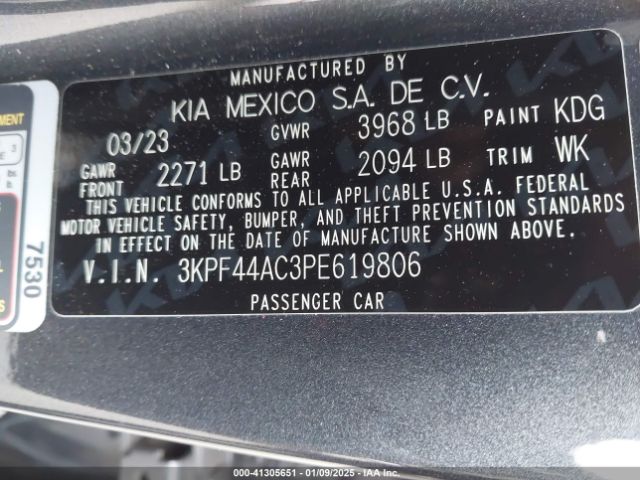 MANUFACTURED BY
KIA MEXICO S.A. DE C.V.
03/23 GVWR 3968 LB PAINT KDG
GAWR FRONT 2271 LB GAWR REAR 2094 LB TRIM WK
THIS VEHICLE CONFORMS TO ALL APPLICABLE U.S.A. FEDERAL
MOTOR VEHICLE SAFETY, BUMPER, AND THEFT PREVENTION STANDARDS
IN EFFECT ON THE DATE OF MANUFACTURE SHOWN ABOVE.
V.I.N. 3KPF44AC3PE619806
PASSENGER CAR
7530
000-41305651 - 01/09/2025 - IAA Inc.